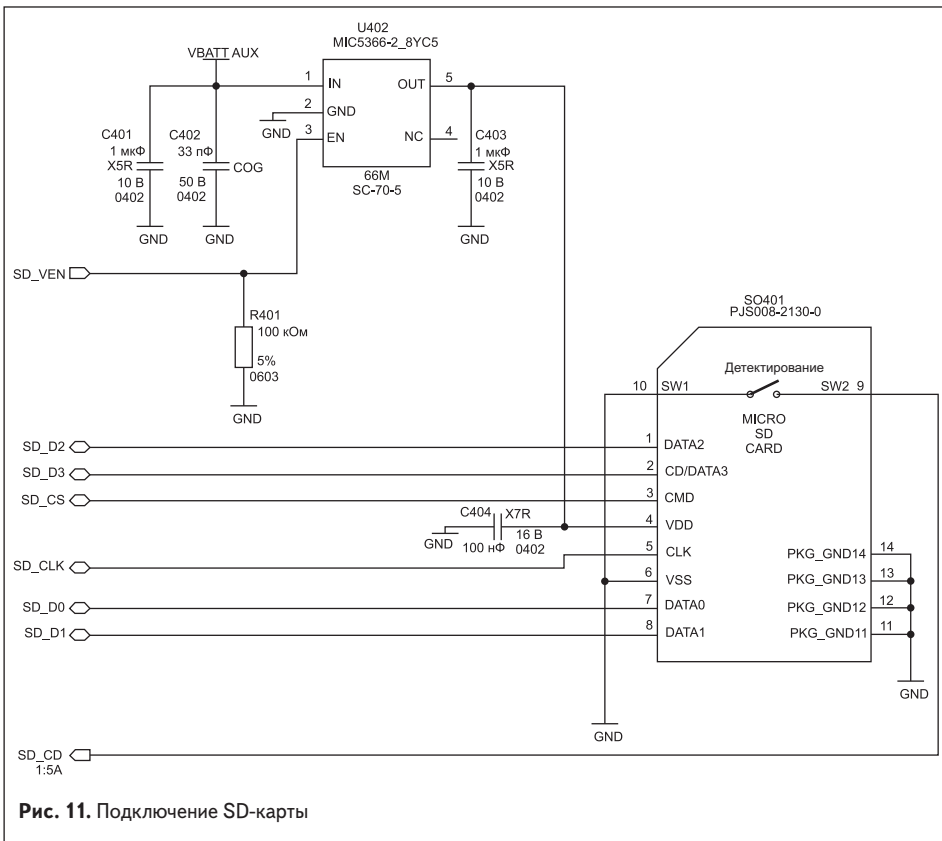 U402
MIC5366-2_8YC5
VBATT AUX
1 IN OUT 5
2 GND
GND
3 EN NC 4
66M
SC-70-5
C401
1 мкФ
X5R
10 В
0402
GND
C402
33 пФ
COG
50 В
0402
GND
C403
1 мкФ
X5R
10 В
0402
GND
SD_VEN
R401
100 кОм
5%
0603
GND
SO401
PJS008-2130-0
Детектирование
10 SW1 SW2 9
MICRO
SD
CARD
SD_D2 1 DATA2
SD_D3 2 CD/DATA3
SD_CS 3 CMD
C404 X7R
GND 100 нФ 16 В
0402
4 VDD
SD_CLK 5 CLK
6 VSS
SD_D0 7 DATA0
SD_D1 8 DATA1
PKG_GND14 14
PKG_GND13 13
PKG_GND12 12
PKG_GND11 11
GND
GND
SD_CD
1:5A
Рис. 11. Подключение SD-карты